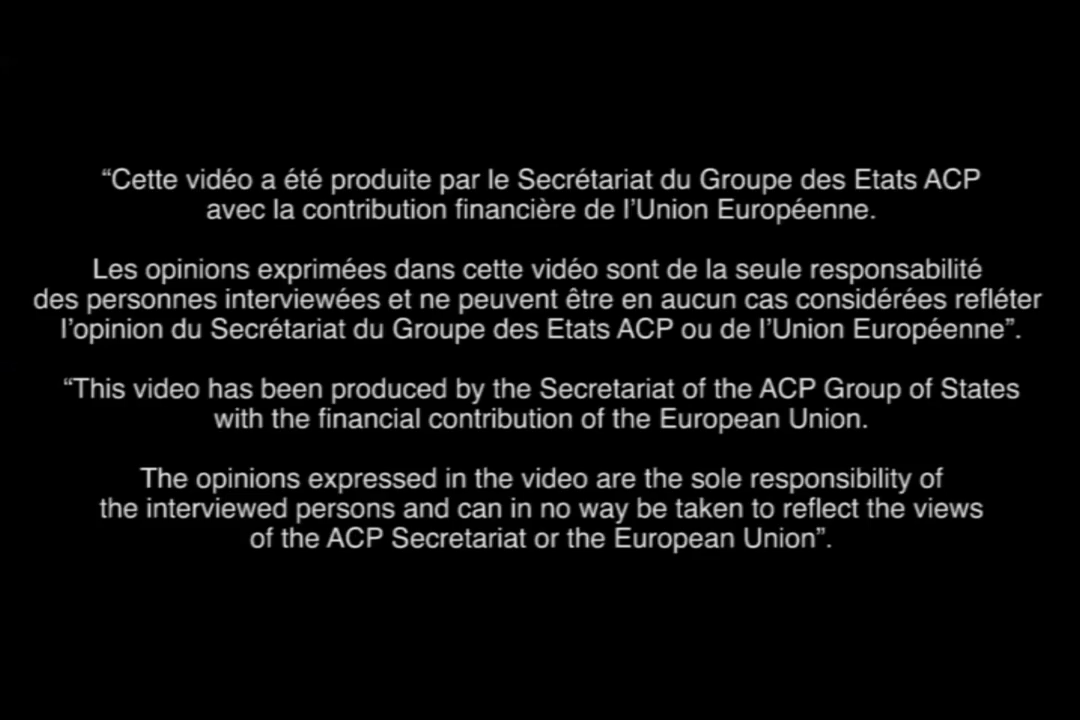 “Cette vidéo a été produite par le Secrétariat du Groupe des Etats ACP
avec la contribution financière de l’Union Européenne.
Les opinions exprimées dans cette vidéo sont de la seule responsabilité
des personnes interviewées et ne peuvent être en aucun cas considérées refléter
l’opinion du Secrétariat du Groupe des Etats ACP ou de l’Union Européenne”.
“This video has been produced by the Secretariat of the ACP Group of States
with the financial contribution of the European Union.
The opinions expressed in the video are the sole responsibility of
the interviewed persons and can in no way be taken to reflect the views
of the ACP Secretariat or the European Union”.